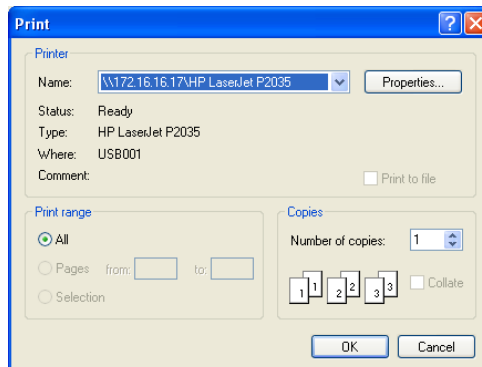 Print
Printer
Name: \\172.16.16.17\HP LaserJet P2035 Properties...
Status: Ready
Type: HP LaserJet P2035
Where: USB001
Comment: Print to file
Print range
All
Pages from: to:
Selection
Copies
Number of copies: 1
1 1 2 2 3 3 Collate
OK Cancel